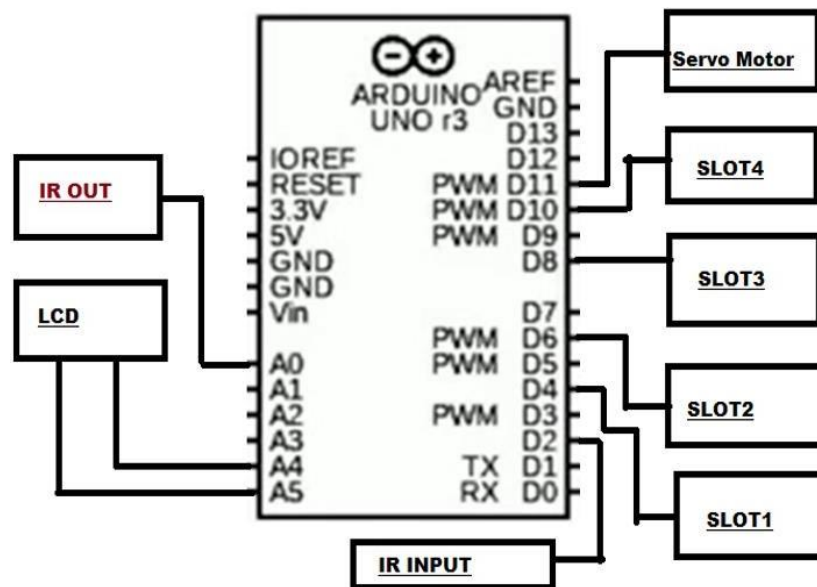 ARDUINO
UNO r3
IOREF
RESET
3.3V
5V
GND
GND
Vin
A0
A1
A2
A3
A4
A5
AREF
GND
D13
D12
PWM D11
PWM D10
PWM D9
D8
D7
PWM D6
PWM D5
D4
PWM D3
D2
TX D1
RX D0
IR OUT
LCD
Servo Motor
SLOT4
SLOT3
SLOT2
SLOT1
IR INPUT